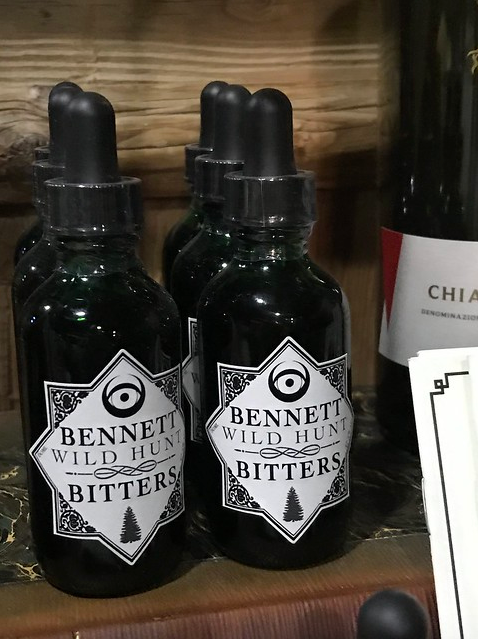 BENNETT
WILD HUNT
BITTERS
BENNETT
WILD HUNT
BITTERS
CHIA